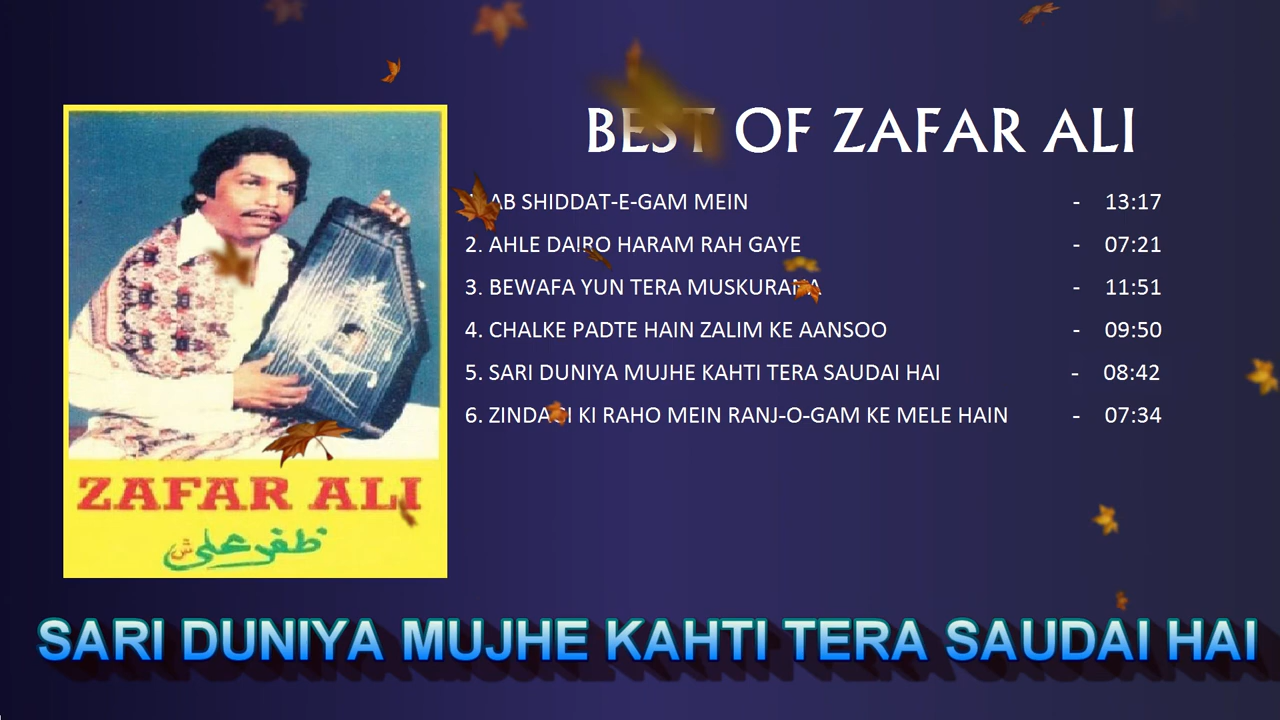 BEST OF ZAFAR ALI
AB SHIDDAT-E-GAM MEIN - 13:17
2. AHLE DAIRO HARAM RAH GAYE - 07:21
3. BEWAFA YUN TERA MUSKURANA - 11:51
4. CHALKE PADTE HAIN ZALIM KE AANSOO - 09:50
5. SARI DUNIYA MUJHE KAHTI TERA SAUDAI HAI - 08:42
6. ZINDAGI KI RAHO MEIN RANJ-O-GAM KE MELE HAIN - 07:34
ZAFAR ALI
ظفر علی
SARI DUNIYA MUJHE KAHTI TERA SAUDAI HAI